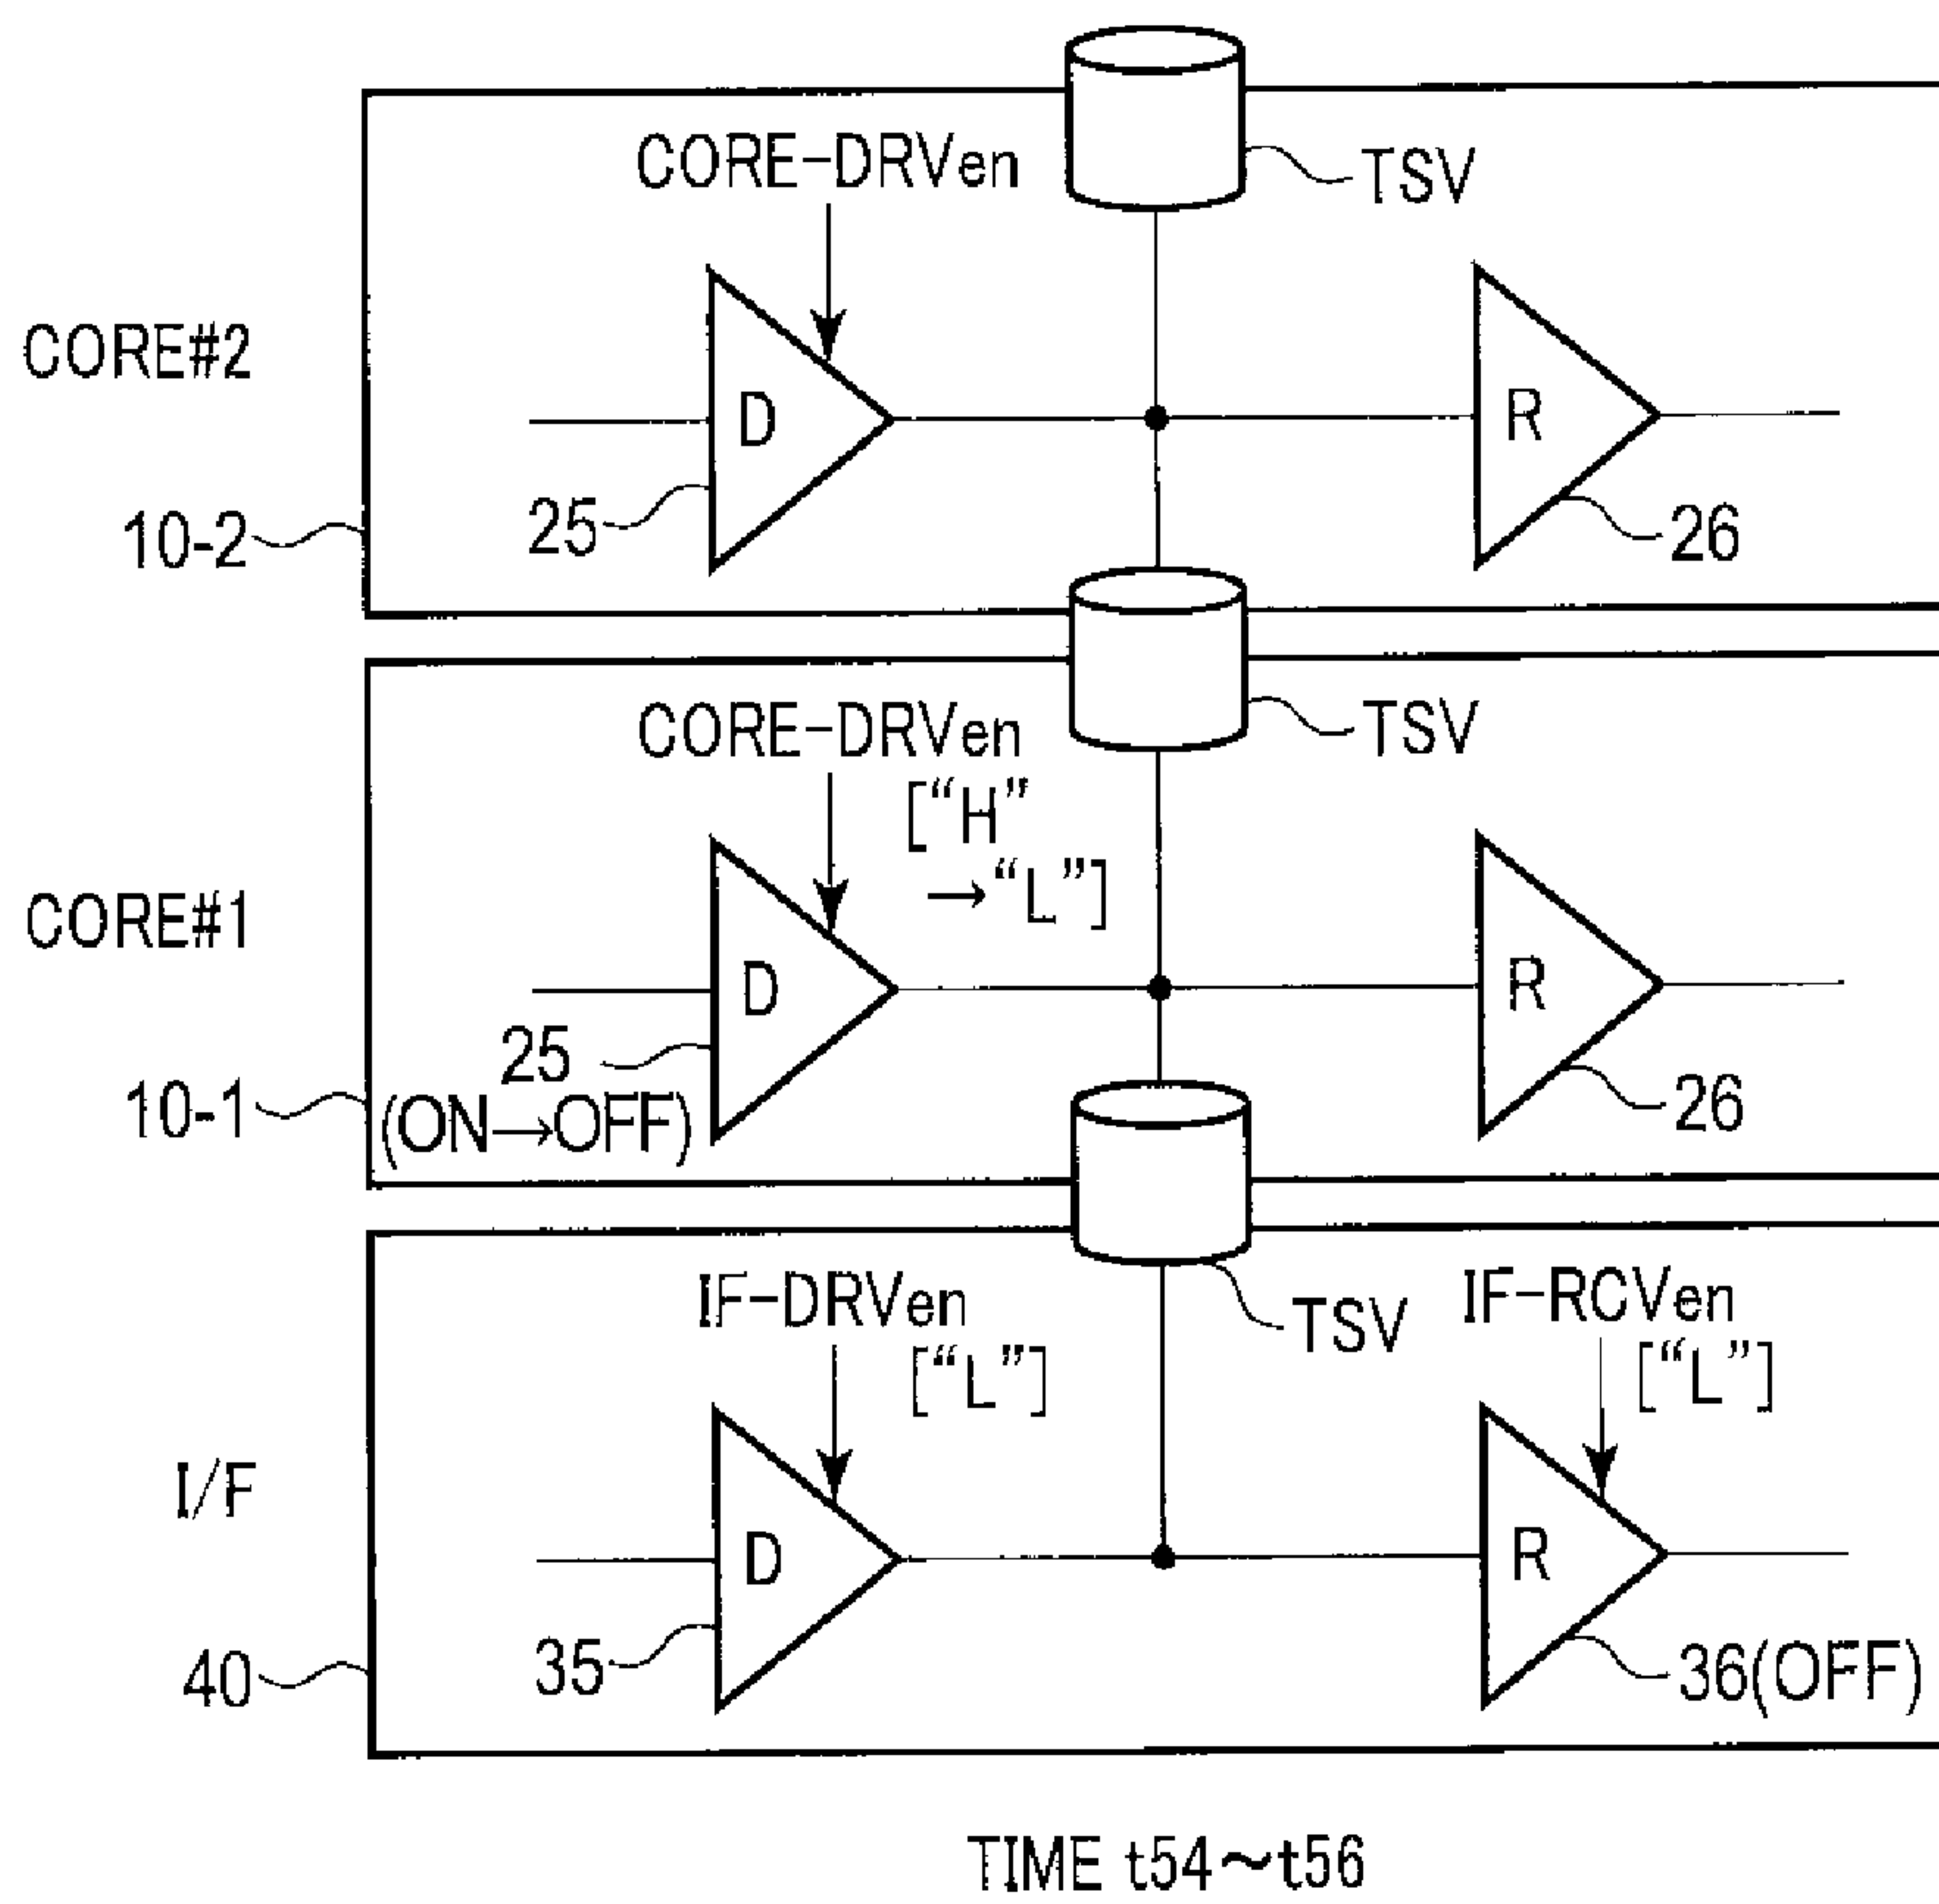 CORE-DRVen
TSV
CORE#2
D
R
25
26
10-2
CORE-DRVen
["H"
→"L"]
TSV
CORE#1
D
R
25
(ON→OFF)
26
10-1
IF-DRVen
["L"]
TSV
IF-RCVen
["L"]
I/F
D
R
35
36(OFF)
40
TIME t54~t56